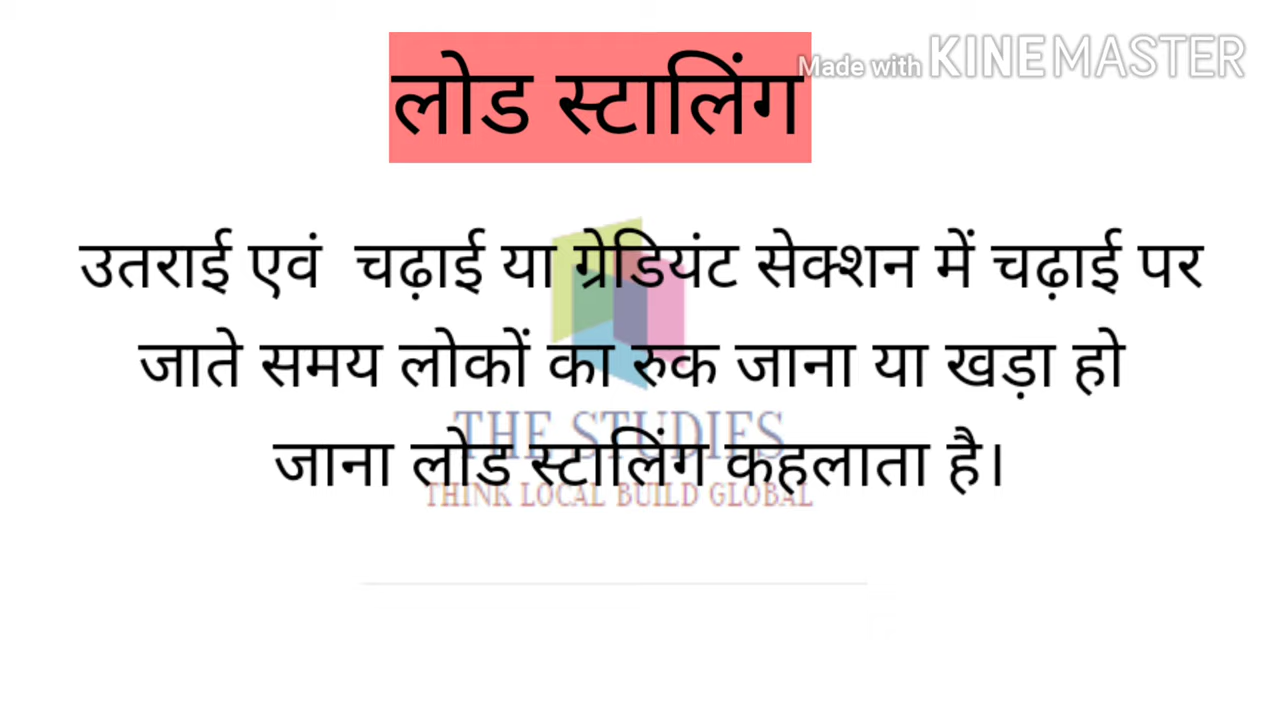 Made with KINEMASTER
लोड स्टालिंग
उतराई एवं चढ़ाई या ग्रेडियंट सेक्शन में चढ़ाई पर
जाते समय लोकों का रुक जाना या खड़ा हो
जाना लोड स्टालिंग कहलाता है।
THE STUDIES
THINK LOCAL BUILD GLOBAL